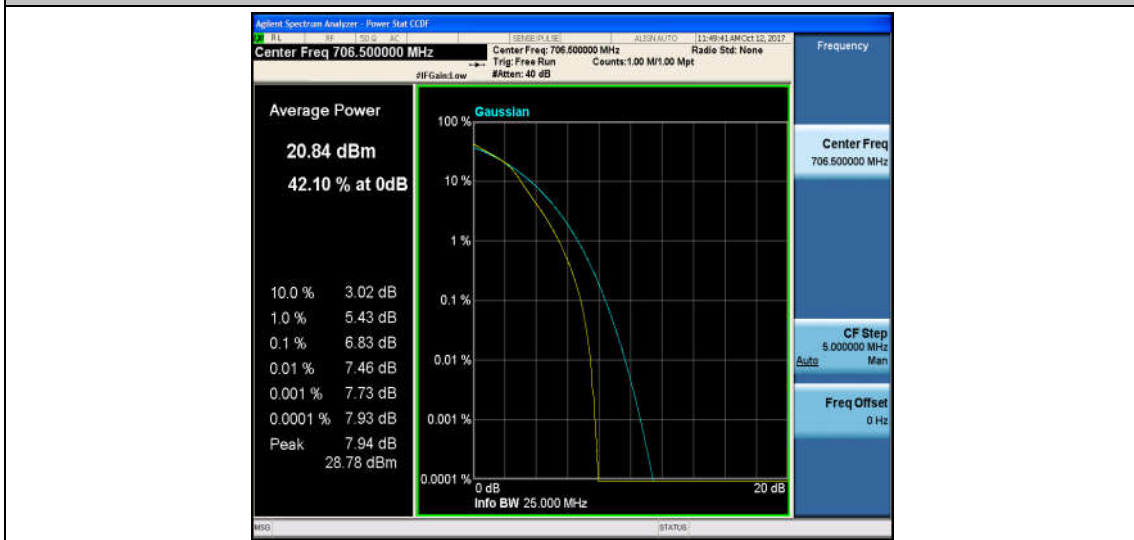 Agilent Spectrum Analyzer - Power Stat CCDF
RL RF 50 Ω AC SENSE:PULSE ALIGN AUTO 11:49:41 AM Oct 12, 2017
Center Freq 706.500000 MHz
Center Freq: 706.500000 MHz Radio Std: None
Trig: Free Run Counts:1.00 M/1.00 Mpt
#IFGain:Low #Atten: 40 dB
Frequency
Average Power
20.84 dBm
42.10 % at 0dB
10.0 % 3.02 dB
1.0 % 5.43 dB
0.1 % 6.83 dB
0.01 % 7.46 dB
0.001 % 7.73 dB
0.0001 % 7.93 dB
Peak 7.94 dB
28.78 dBm
Gaussian
100 %
10 %
1 %
0.1 %
0.01 %
0.001 %
0.0001 %
0 dB 20 dB
Info BW 25.000 MHz
Center Freq
706.500000 MHz
CF Step
5.000000 MHz
Auto Man
Freq Offset
0 Hz
MSG STATUS